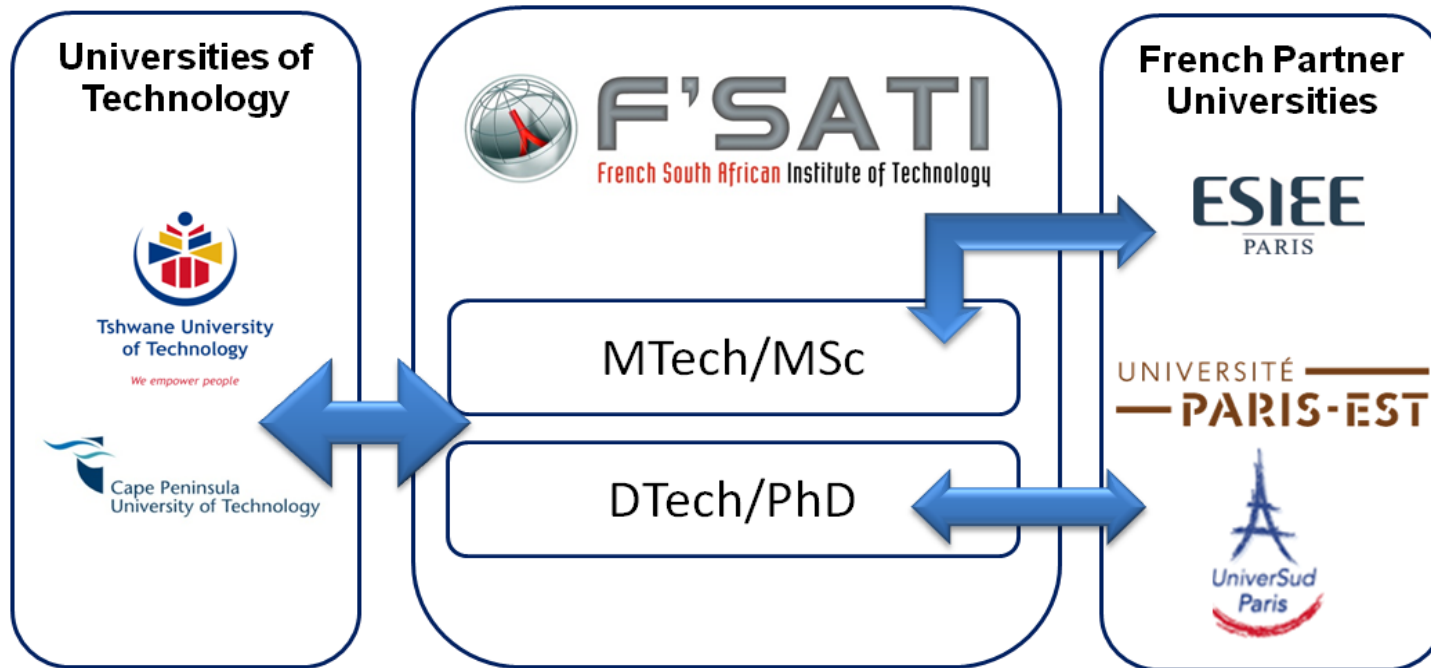 Universities of
Technology
Tshwane University
of Technology
We empower people
Cape Peninsula
University of Technology
F'SATI
French South African Institute of Technology
MTech/MSc
DTech/PhD
French Partner
Universities
ESIEE
PARIS
UNIVERSITÉ
PARIS-EST
UniverSud
Paris